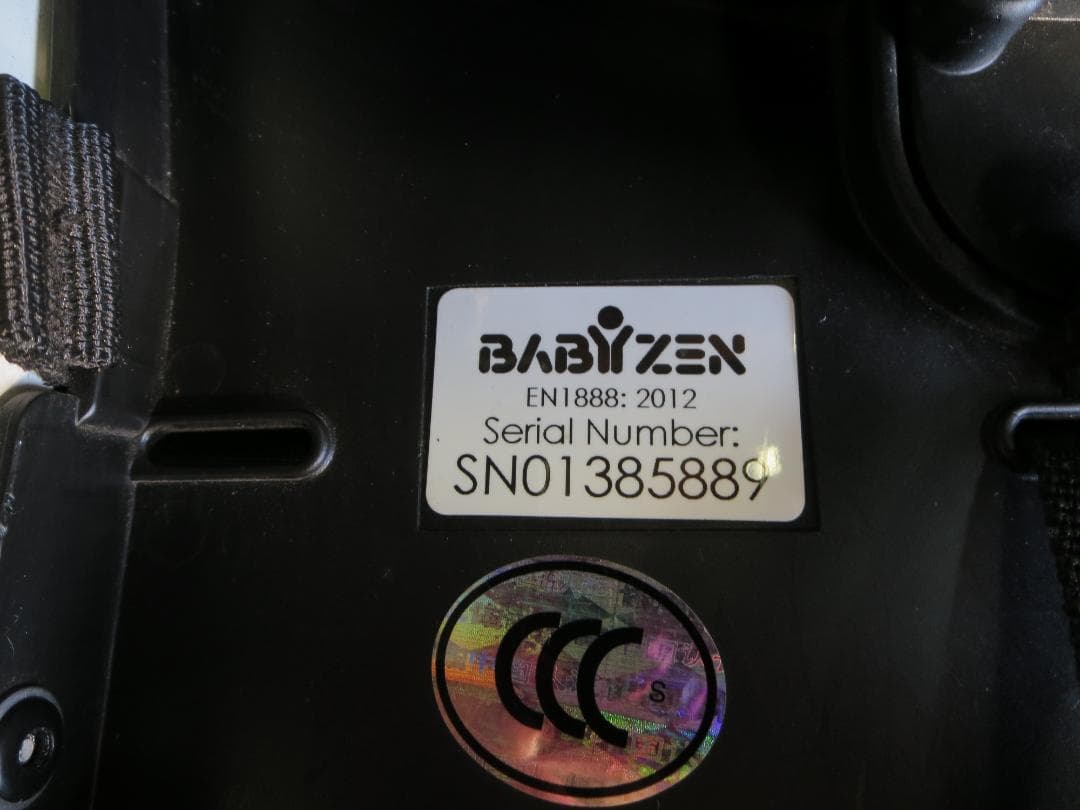 BABYZEN
EN1888: 2012
Serial Number:
SN01385889
CCC
S